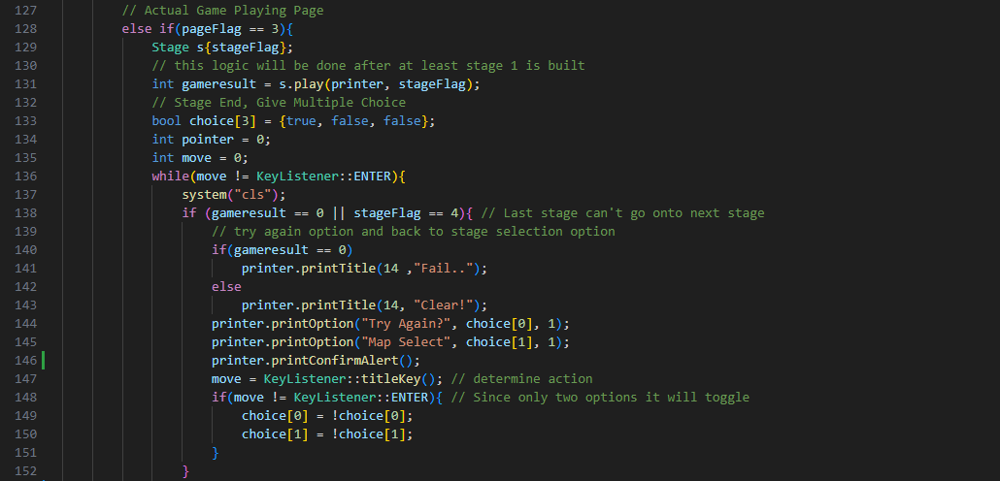 127 // Actual Game Playing Page
128 else if(pageFlag == 3){
129 Stage s{stageFlag};
130 // this logic will be done after at least stage 1 is built
131 int gameresult = s.play(printer, stageFlag);
132 // Stage End, Give Multiple Choice
133 bool choice[3] = {true, false, false};
134 int pointer = 0;
135 int move = 0;
136 while(move != KeyListener::ENTER){
137 system("cls");
138 if (gameresult == 0 || stageFlag == 4){ // Last stage can't go onto next stage
139 // try again option and back to stage selection option
140 if(gameresult == 0)
141 printer.printTitle(14 ,"Fail..");
142 else
143 printer.printTitle(14, "Clear!");
144 printer.printOption("Try Again?", choice[0], 1);
145 printer.printOption("Map Select", choice[1], 1);
146 printer.printConfirmAlert();
147 move = KeyListener::titleKey(); // determine action
148 if(move != KeyListener::ENTER){ // Since only two options it will toggle
149 choice[0] = !choice[0];
150 choice[1] = !choice[1];
151 }
152 }